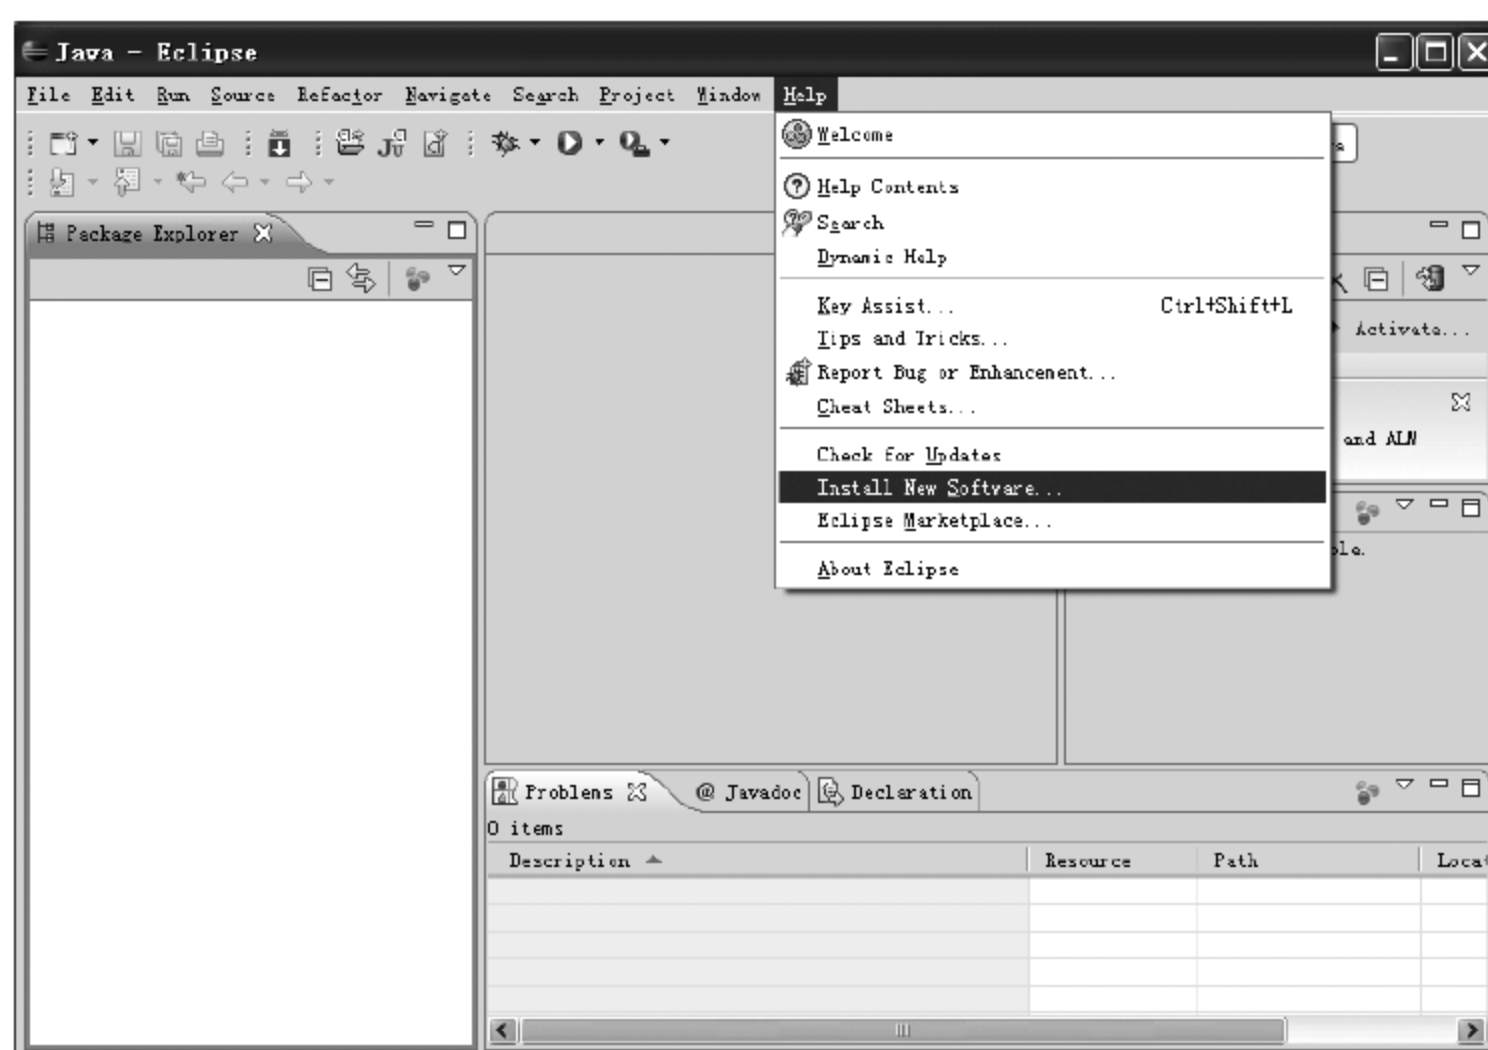 Java - Eclipse
File Edit Run Source Refactor Navigate Search Project Window Help
Welcome
Help Contents
Search
Dynamic Help
Key Assist... Ctrl+Shift+L
Tips and Tricks...
Report Bug or Enhancement...
Cheat Sheets...
Check for Updates
Install New Software...
Eclipse Marketplace...
About Eclipse
Package Explorer
Activate...
and ALM
Problems @ Javadoc Declaration
0 items
Description Resource Path